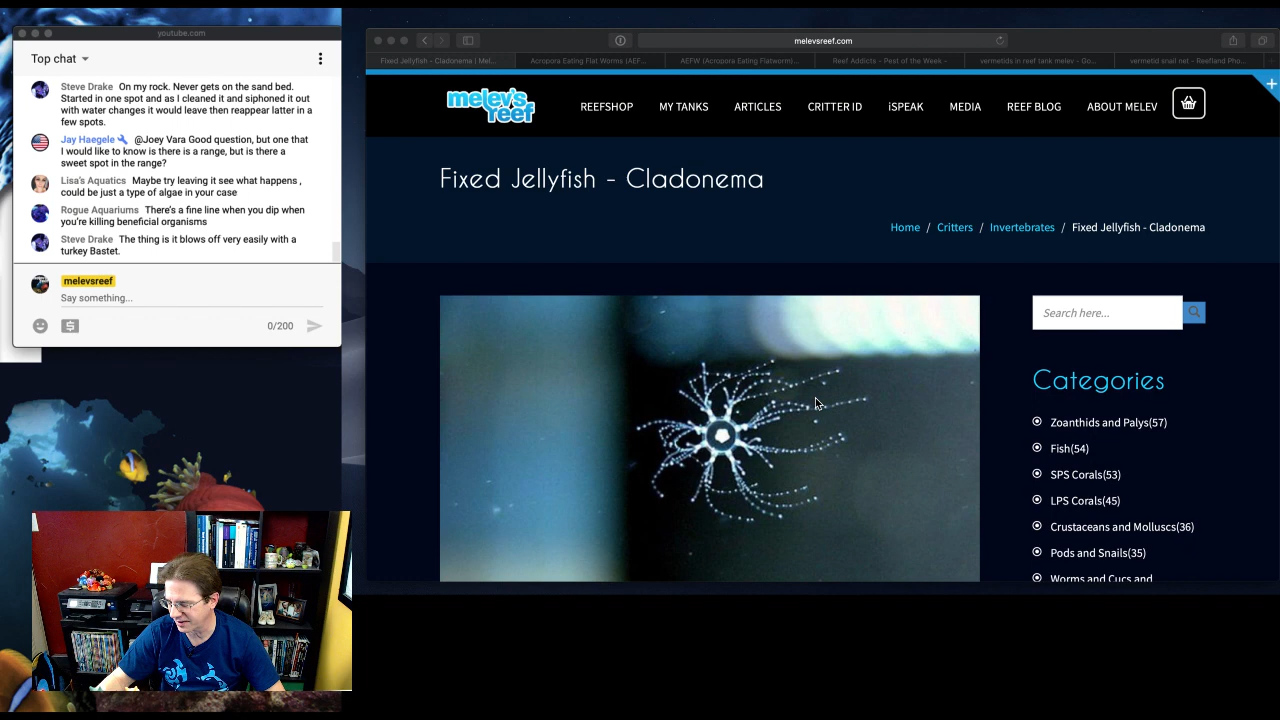 youtube.com
Top chat
Steve Drake On my rock. Never gets on the sand bed.
Started in one spot and as I cleaned it and siphoned it out
with water changes it would leave then reappear latter in a
few spots.
Jay Haegele @Joey Vara Good question, but one that
I would like to know is there is a range, but is there a
sweet spot in the range?
Lisa's Aquatics Maybe try leaving it see what happens ,
could be just a type of algae in your case
Rogue Aquariums There's a fine line when you dip when
you're killing beneficial organisms
Steve Drake The thing is it blows off very easily with a
turkey Bastet.
melevsreef
Say something...
0/200
melevsreef.com
Fixed Jellyfish - Cladonema | Mel...
Acropora Eating Flat Worms (AEF...
AEFW (Acropora Eating Flatworm)...
Reef Addicts - Pest of the Week -
vermetids in reef tank melev - Go...
vermetid snail net - Reefland Pho...
melev's
reef
REEFSHOP MY TANKS ARTICLES CRITTER ID iSPEAK MEDIA REEF BLOG ABOUT MELEV
Fixed Jellyfish - Cladonema
Home / Critters / Invertebrates / Fixed Jellyfish - Cladonema
Search here...
Categories
Zoanthids and Palys(57)
Fish(54)
SPS Corals(53)
LPS Corals(45)
Crustaceans and Molluscs(36)
Pods and Snails(35)
Worms and Cucs and